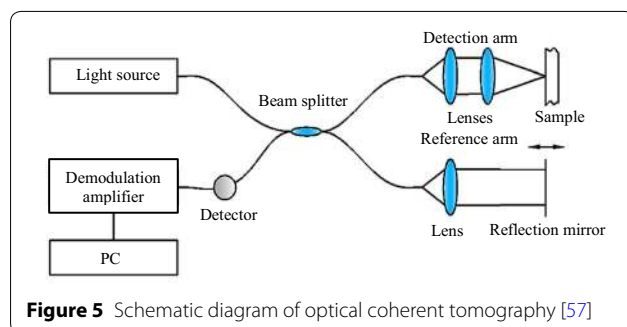 Detection arm
Light source
Beam splitter
Lenses
Sample
Reference arm
Demodulation
amplifier
Detector
Lens
Reflection mirror
PC
Figure 5 Schematic diagram of optical coherent tomography [57]